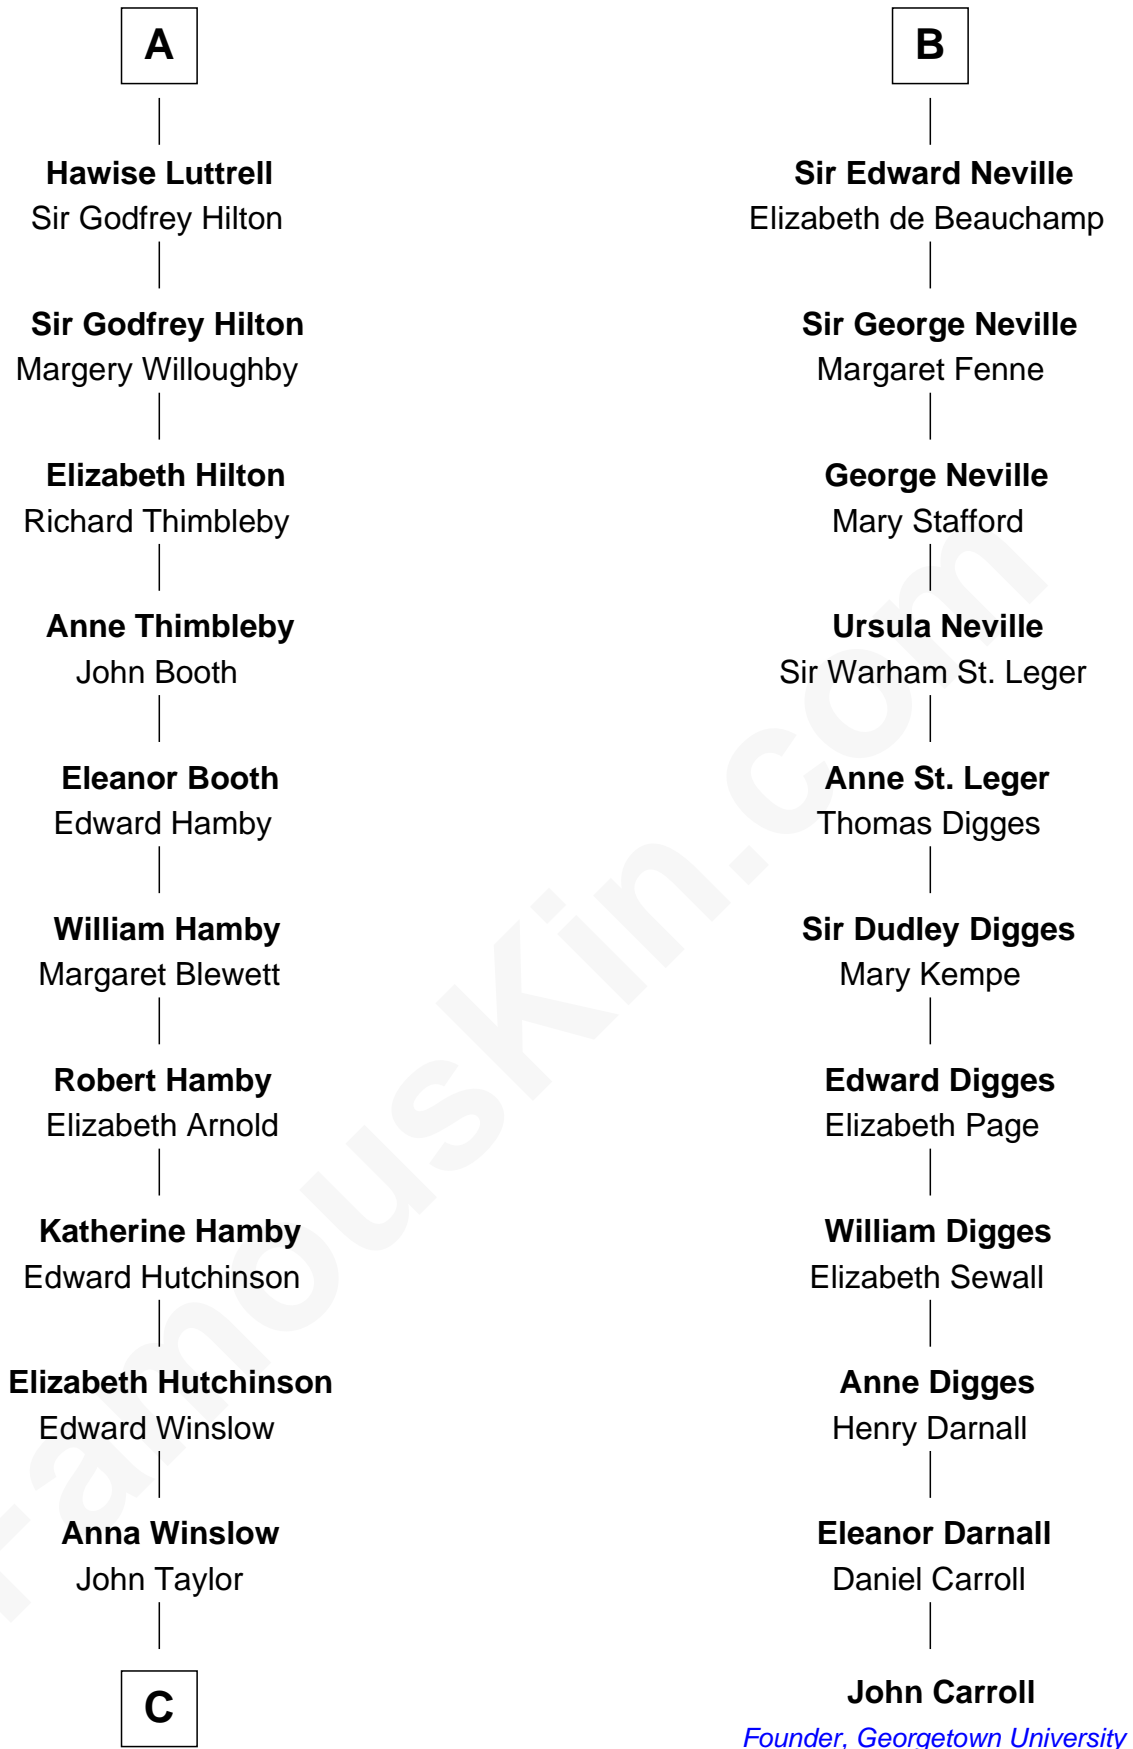 A
Hawise Luttrell
Sir Godfrey Hilton
Sir Godfrey Hilton
Margery Willoughby
Elizabeth Hilton
Richard Thimbleby
Anne Thimbleby
John Booth
Eleanor Booth
Edward Hamby
William Hamby
Margaret Blewett
Robert Hamby
Elizabeth Arnold
Katherine Hamby
Edward Hutchinson
Elizabeth Hutchinson
Edward Winslow
Anna Winslow
John Taylor
C
B
Sir Edward Neville
Elizabeth de Beauchamp
Sir George Neville
Margaret Fenne
George Neville
Mary Stafford
Ursula Neville
Sir Warham St. Leger
Anne St. Leger
Thomas Digges
Sir Dudley Digges
Mary Kempe
Edward Digges
Elizabeth Page
William Digges
Elizabeth Sewall
Anne Digges
Henry Darnall
Eleanor Darnall
Daniel Carroll
John Carroll
Founder, Georgetown University
FamousKin.com